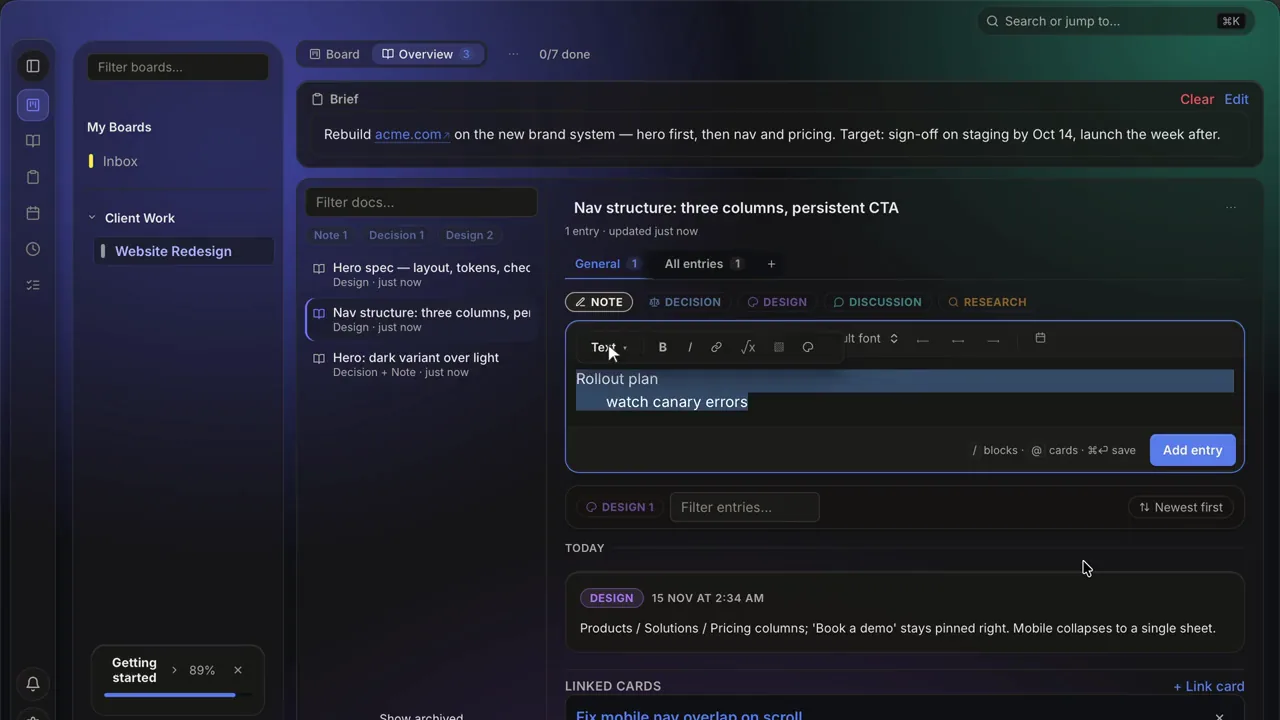 Search or jump to... ⌘K
Filter boards...
My Boards
Inbox
Client Work
Website Redesign
Getting started
89%
Board
Overview 3
0/7 done
Brief
Clear Edit
Rebuild acme.com on the new brand system — hero first, then nav and pricing. Target: sign-off on staging by Oct 14, launch the week after.
Filter docs...
Note 1 Decision 1 Design 2
Hero spec — layout, tokens, chec
Design · just now
Nav structure: three columns, per
Design · just now
Hero: dark variant over light
Decision + Note · just now
Show archived
Nav structure: three columns, persistent CTA
1 entry · updated just now
General 1 All entries 1 +
NOTE DECISION DESIGN DISCUSSION RESEARCH
Text B I √x ult font
Rollout plan
watch canary errors
/ blocks · @ cards · ⌘⏎ save
Add entry
DESIGN 1
Filter entries...
Newest first
TODAY
DESIGN 15 NOV AT 2:34 AM
Products / Solutions / Pricing columns; 'Book a demo' stays pinned right. Mobile collapses to a single sheet.
LINKED CARDS
+ Link card
Fix mobile nav overlap on scroll